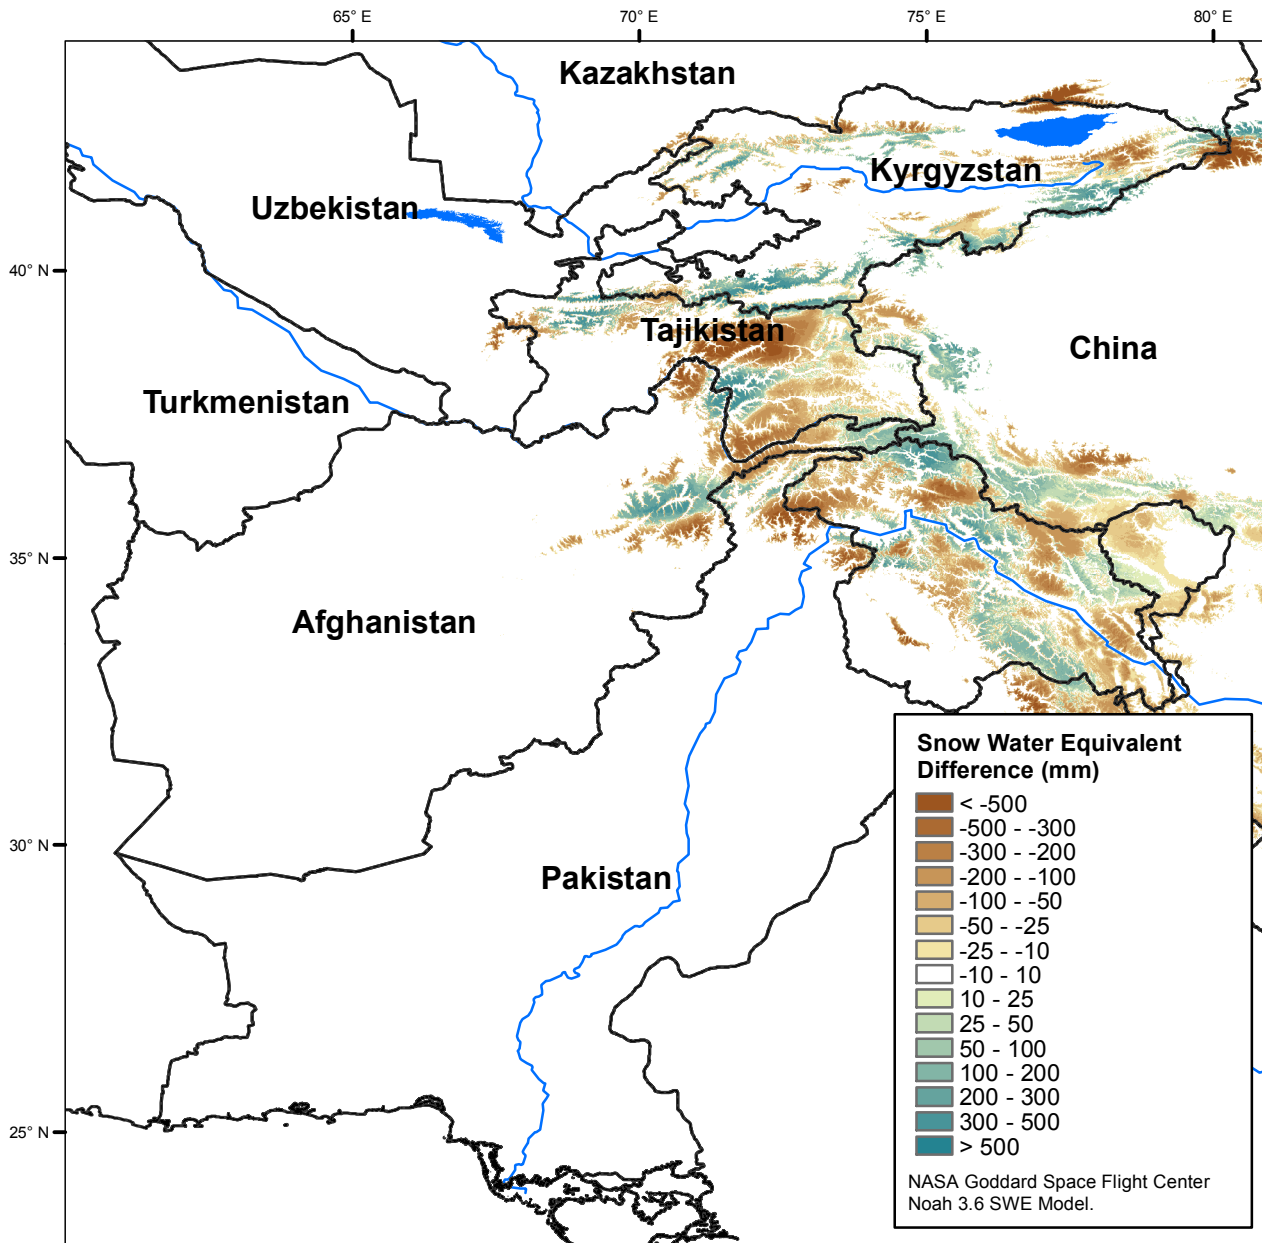 65° E
70° E
75° E
80° E
Kazakhstan
Kyrgyzstan
Uzbekistan
40° N
Tajikistan
China
Turkmenistan
35° N
Afghanistan
30° N
Pakistan
25° N
Snow Water Equivalent
Difference (mm)
< -500
-500 - -300
-300 - -200
-200 - -100
-100 - -50
-50 - -25
-25 - -10
-10 - 10
10 - 25
25 - 50
50 - 100
100 - 200
200 - 300
300 - 500
> 500
NASA Goddard Space Flight Center
Noah 3.6 SWE Model.